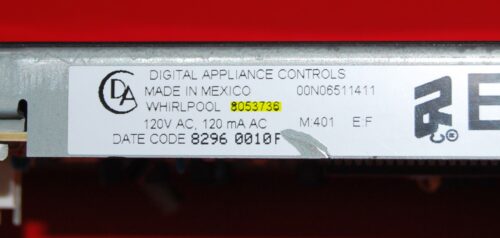 DIGITAL APPLIANCE CONTROLS
MADE IN MEXICO 00N06511411
WHIRLPOOL 8053736
120V AC, 120 mA AC M:401 E:F
DATE CODE 8296 0010F